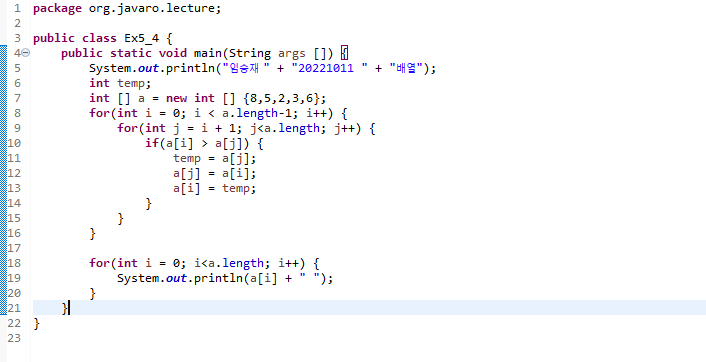 1 package org.javaro.lecture;
2
3 public class Ex5_4 {
4     public static void main(String args []) {
5         System.out.println("임승재 " + "20221011 " + "배열");
6         int temp;
7         int [] a = new int [] {8,5,2,3,6};
8         for(int i = 0; i < a.length-1; i++) {
9             for(int j = i + 1; j<a.length; j++) {
10                 if(a[i] > a[j]) {
11                     temp = a[j];
12                     a[j] = a[i];
13                     a[i] = temp;
14                 }
15             }
16         }
17
18         for(int i = 0; i<a.length; i++) {
19             System.out.println(a[i] + " ");
20         }
21     }
22 }
23